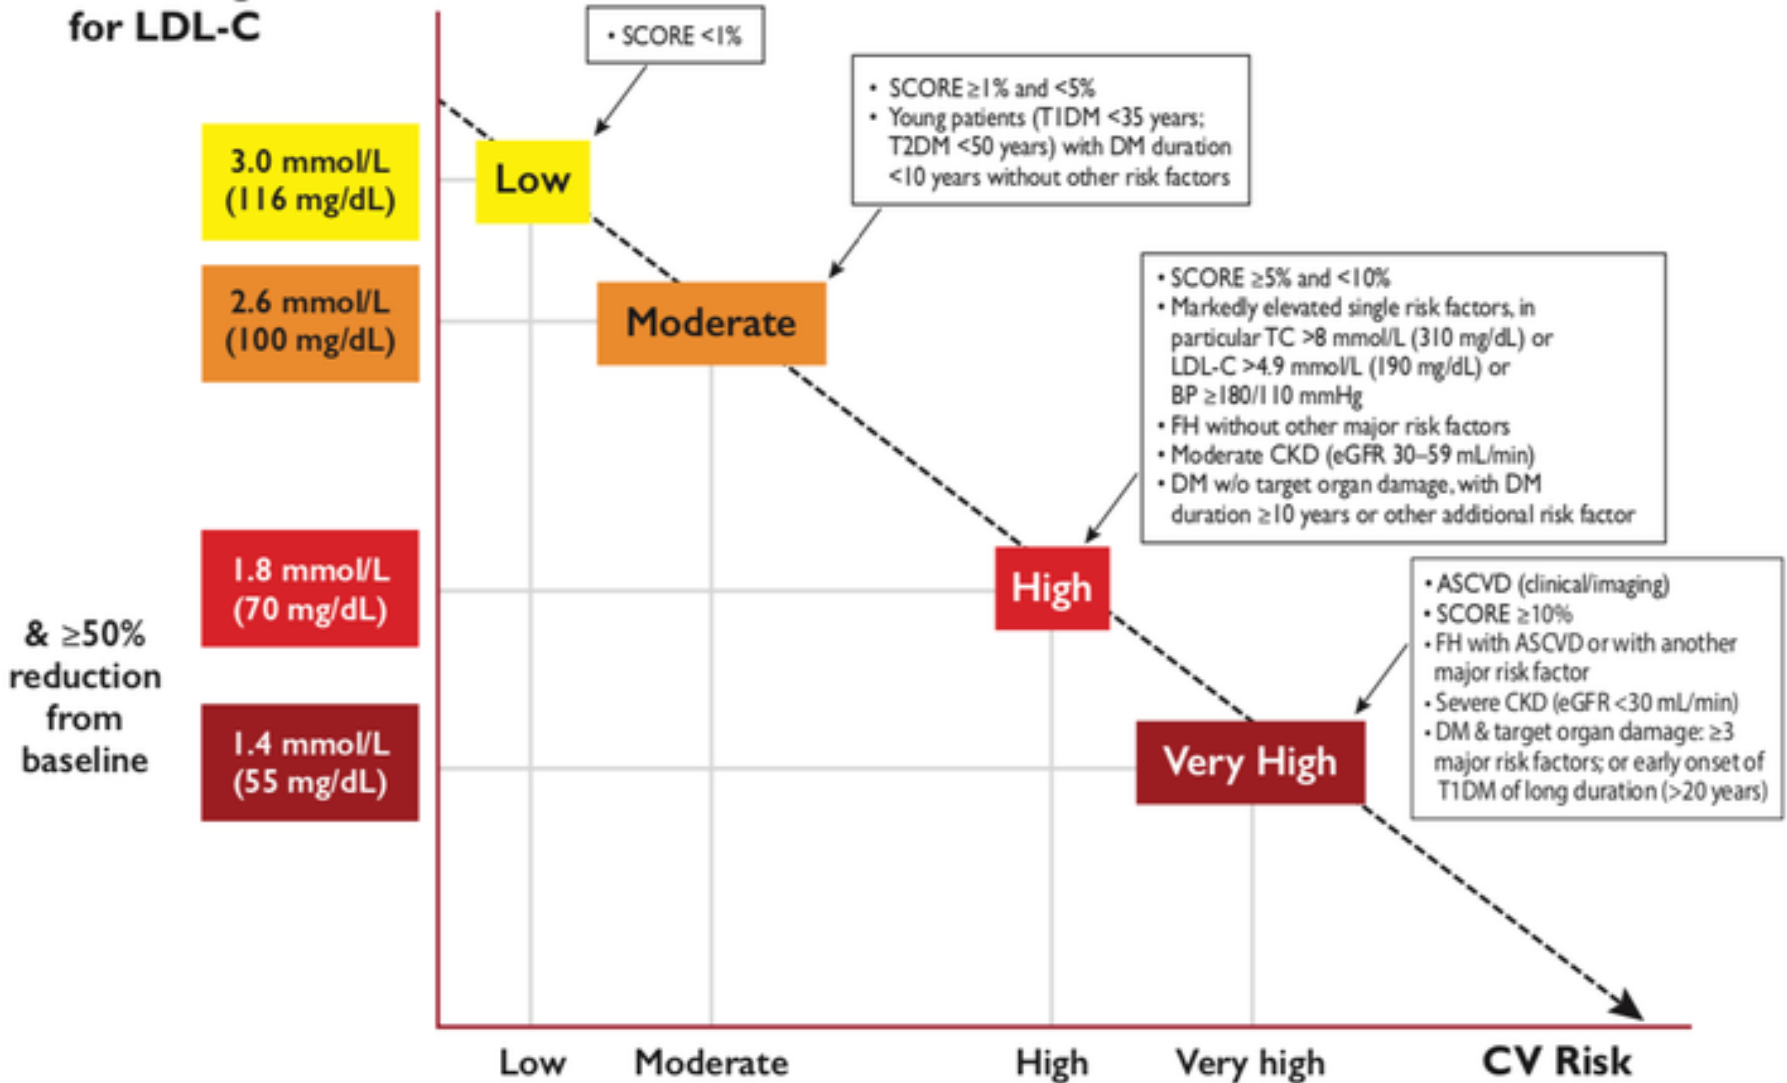 for LDL-C
• SCORE <1%
• SCORE ≥1% and <5%
• Young patients (T1DM <35 years;
T2DM <50 years) with DM duration
<10 years without other risk factors
3.0 mmol/L
(116 mg/dL)
Low
2.6 mmol/L
(100 mg/dL)
Moderate
• SCORE ≥5% and <10%
• Markedly elevated single risk factors, in
particular TC >8 mmol/L (310 mg/dL) or
LDL-C >4.9 mmol/L (190 mg/dL) or
BP ≥180/110 mmHg
• FH without other major risk factors
• Moderate CKD (eGFR 30–59 mL/min)
• DM w/o target organ damage, with DM
duration ≥10 years or other additional risk factor
1.8 mmol/L
(70 mg/dL)
High
• ASCVD (clinical/imaging)
• SCORE ≥10%
• FH with ASCVD or with another
major risk factor
• Severe CKD (eGFR <30 mL/min)
• DM & target organ damage: ≥3
major risk factors; or early onset of
T1DM of long duration (>20 years)
& ≥50%
reduction
from
baseline
1.4 mmol/L
(55 mg/dL)
Very High
Low
Moderate
High
Very high
CV Risk